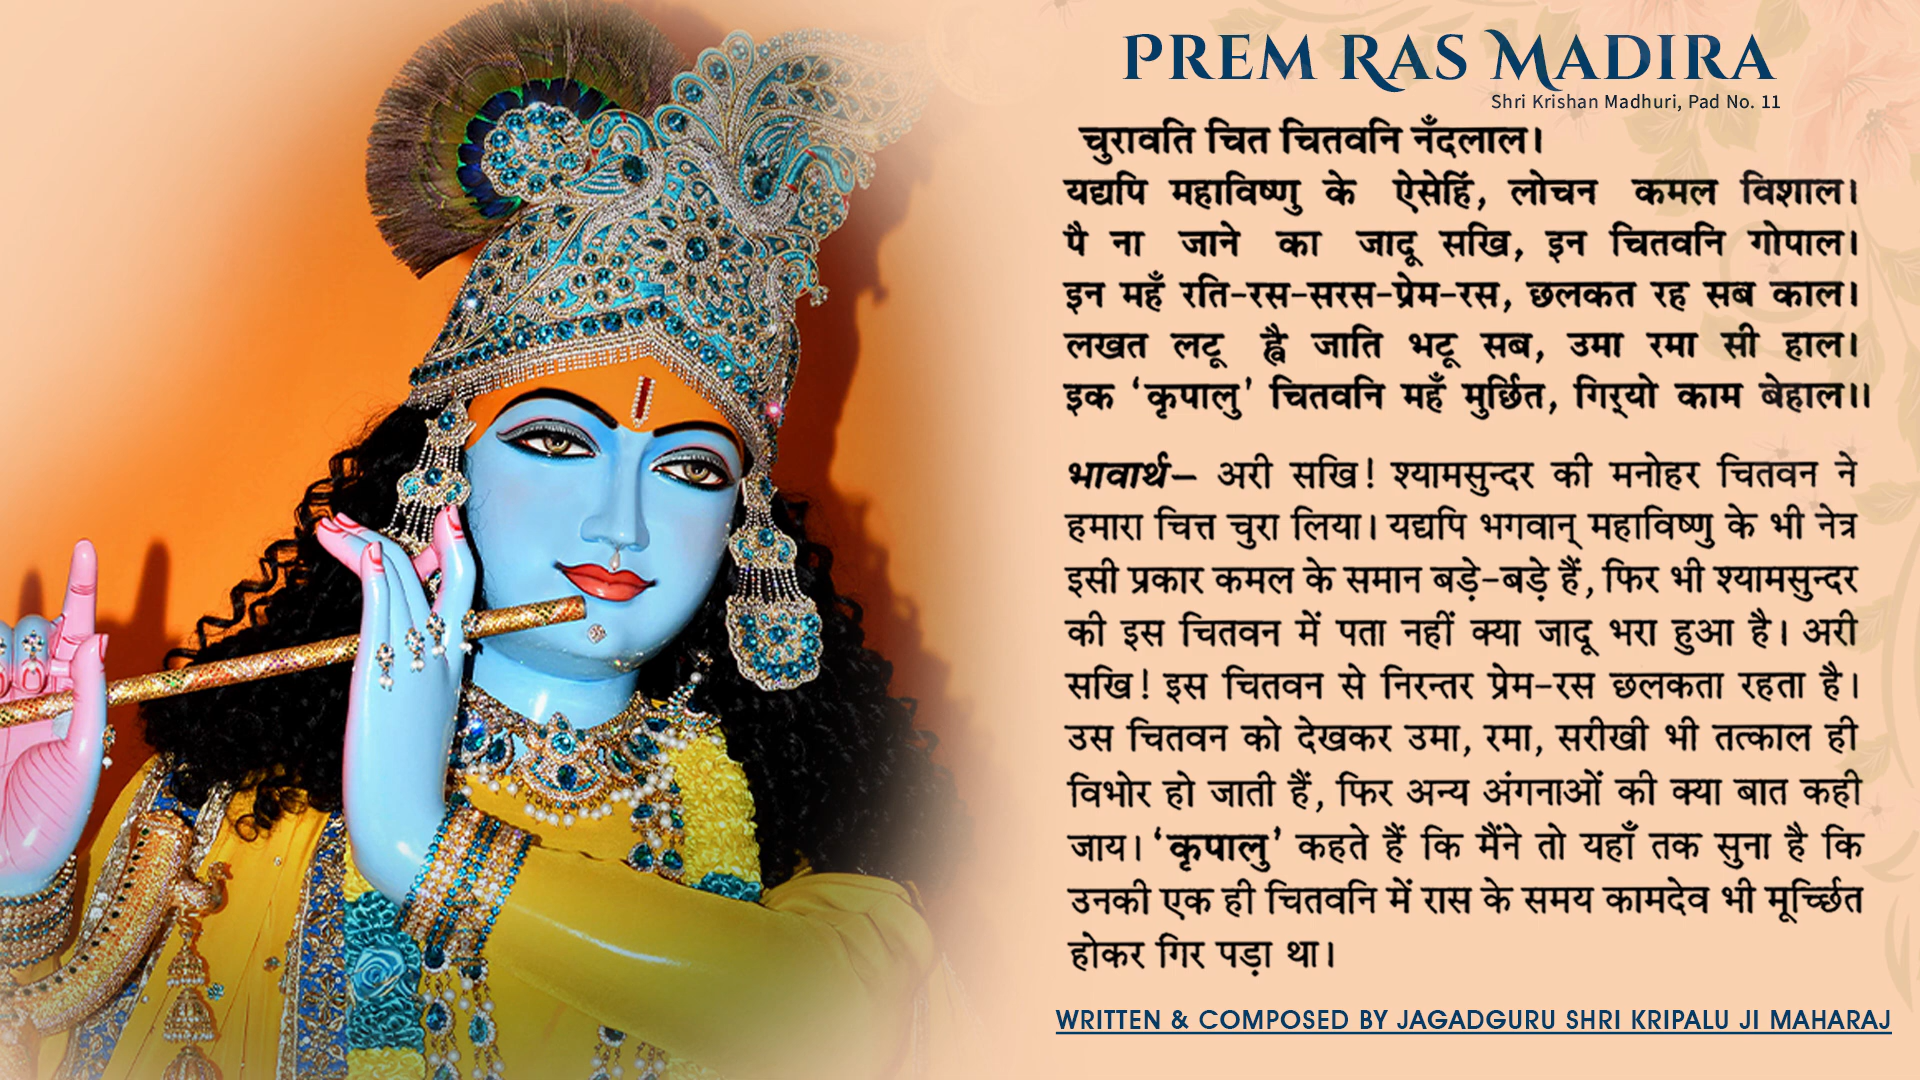 PREM RAS MADIRA
Shri Krishan Madhuri, Pad No. 11
चुरावति चित चितवनि नँदलाल।
यद्यपि महाविष्णु के ऐसेहिं, लोचन कमल विशाल।
पै ना जाने का जादू सखि, इन चितवनि गोपाल।
इन महँ रति-रस-सरस-प्रेम-रस, छलकत रह सब काल।
लखत लटू ह्वै जाति भटू सब, उमा रमा सी हाल।
इक ‘कृपालु’ चितवनि महँ मुर्छित, गिर्‌यो काम बेहाल॥
भावार्थ— अरी सखि! श्यामसुन्दर की मनोहर चितवन ने
हमारा चित्त चुरा लिया। यद्यपि भगवान् महाविष्णु के भी नेत्र
इसी प्रकार कमल के समान बड़े-बड़े हैं, फिर भी श्यामसुन्दर
की इस चितवन में पता नहीं क्या जादू भरा हुआ है। अरी
सखि! इस चितवन से निरन्तर प्रेम-रस छलकता रहता है।
उस चितवन को देखकर उमा, रमा, सरीखी भी तत्काल ही
विभोर हो जाती हैं, फिर अन्य अंगनाओं की क्या बात कही
जाय। ‘कृपालु’ कहते हैं कि मैंने तो यहाँ तक सुना है कि
उनकी एक ही चितवनि में रास के समय कामदेव भी मूर्च्छित
होकर गिर पड़ा था।
WRITTEN & COMPOSED BY JAGADGURU SHRI KRIPALU JI MAHARAJ